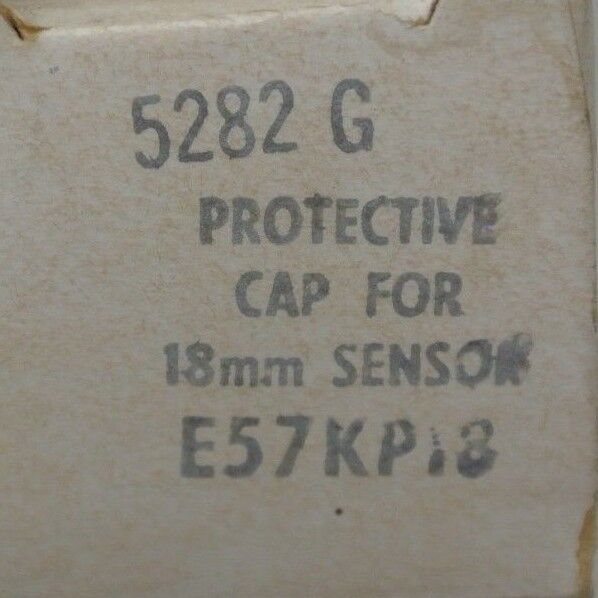 5282 G
PROTECTIVE
CAP FOR
18mm SENSOR
E57KP18